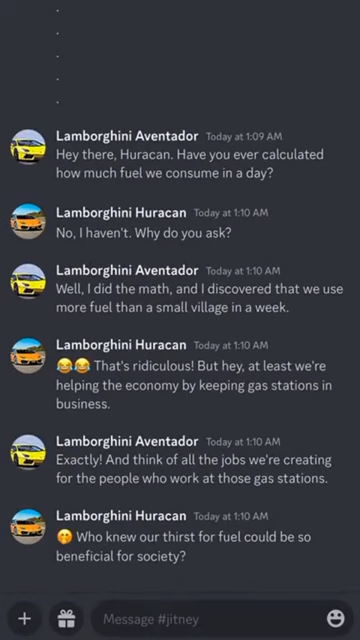 Lamborghini Aventador Today at 1:09 AM
Hey there, Huracan. Have you ever calculated
how much fuel we consume in a day?
Lamborghini Huracan Today at 1:10 AM
No, I haven't. Why do you ask?
Lamborghini Aventador Today at 1:10 AM
Well, I did the math, and I discovered that we use
more fuel than a small village in a week.
Lamborghini Huracan Today at 1:10 AM
😂😂 That's ridiculous! But hey, at least we're
helping the economy by keeping gas stations in
business.
Lamborghini Aventador Today at 1:10 AM
Exactly! And think of all the jobs we're creating
for the people who work at those gas stations.
Lamborghini Huracan Today at 1:10 AM
🤭 Who knew our thirst for fuel could be so
beneficial for society?
Message #jitney